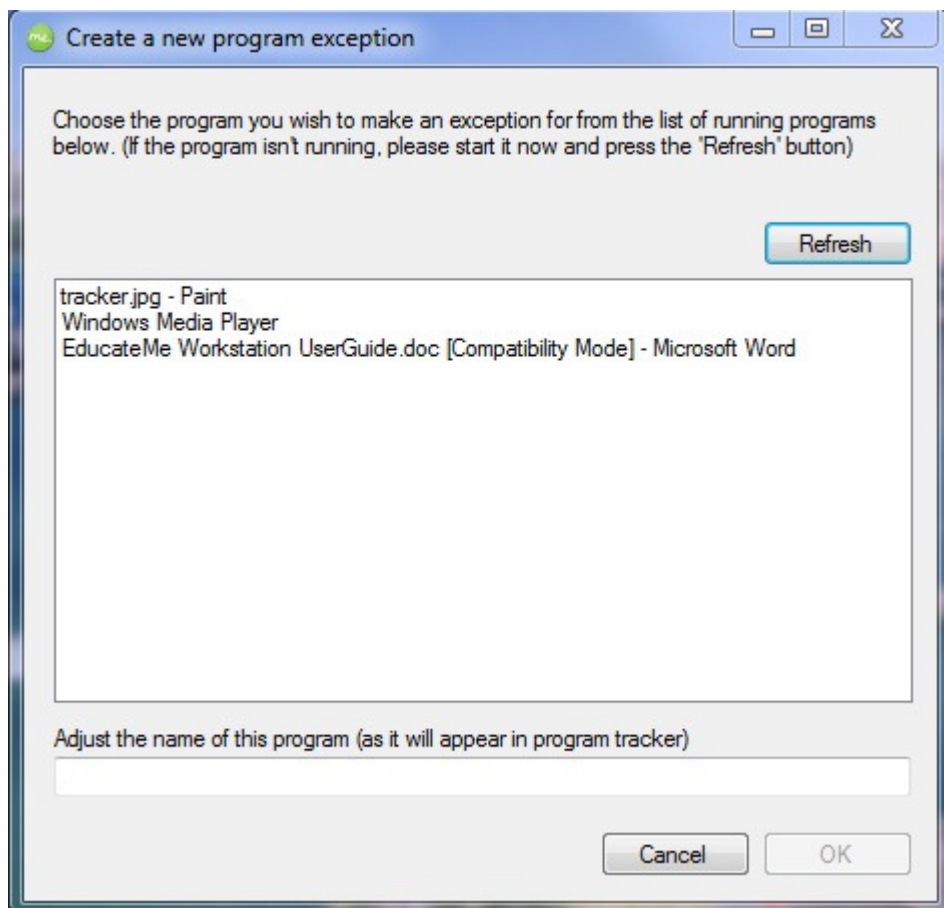 me.
Create a new program exception
Choose the program you wish to make an exception for from the list of running programs
below. (If the program isn't running, please start it now and press the "Refresh" button)
Refresh
tracker.jpg - Paint
Windows Media Player
EducateMe Workstation UserGuide.doc [Compatibility Mode] - Microsoft Word
Adjust the name of this program (as it will appear in program tracker)
Cancel
OK